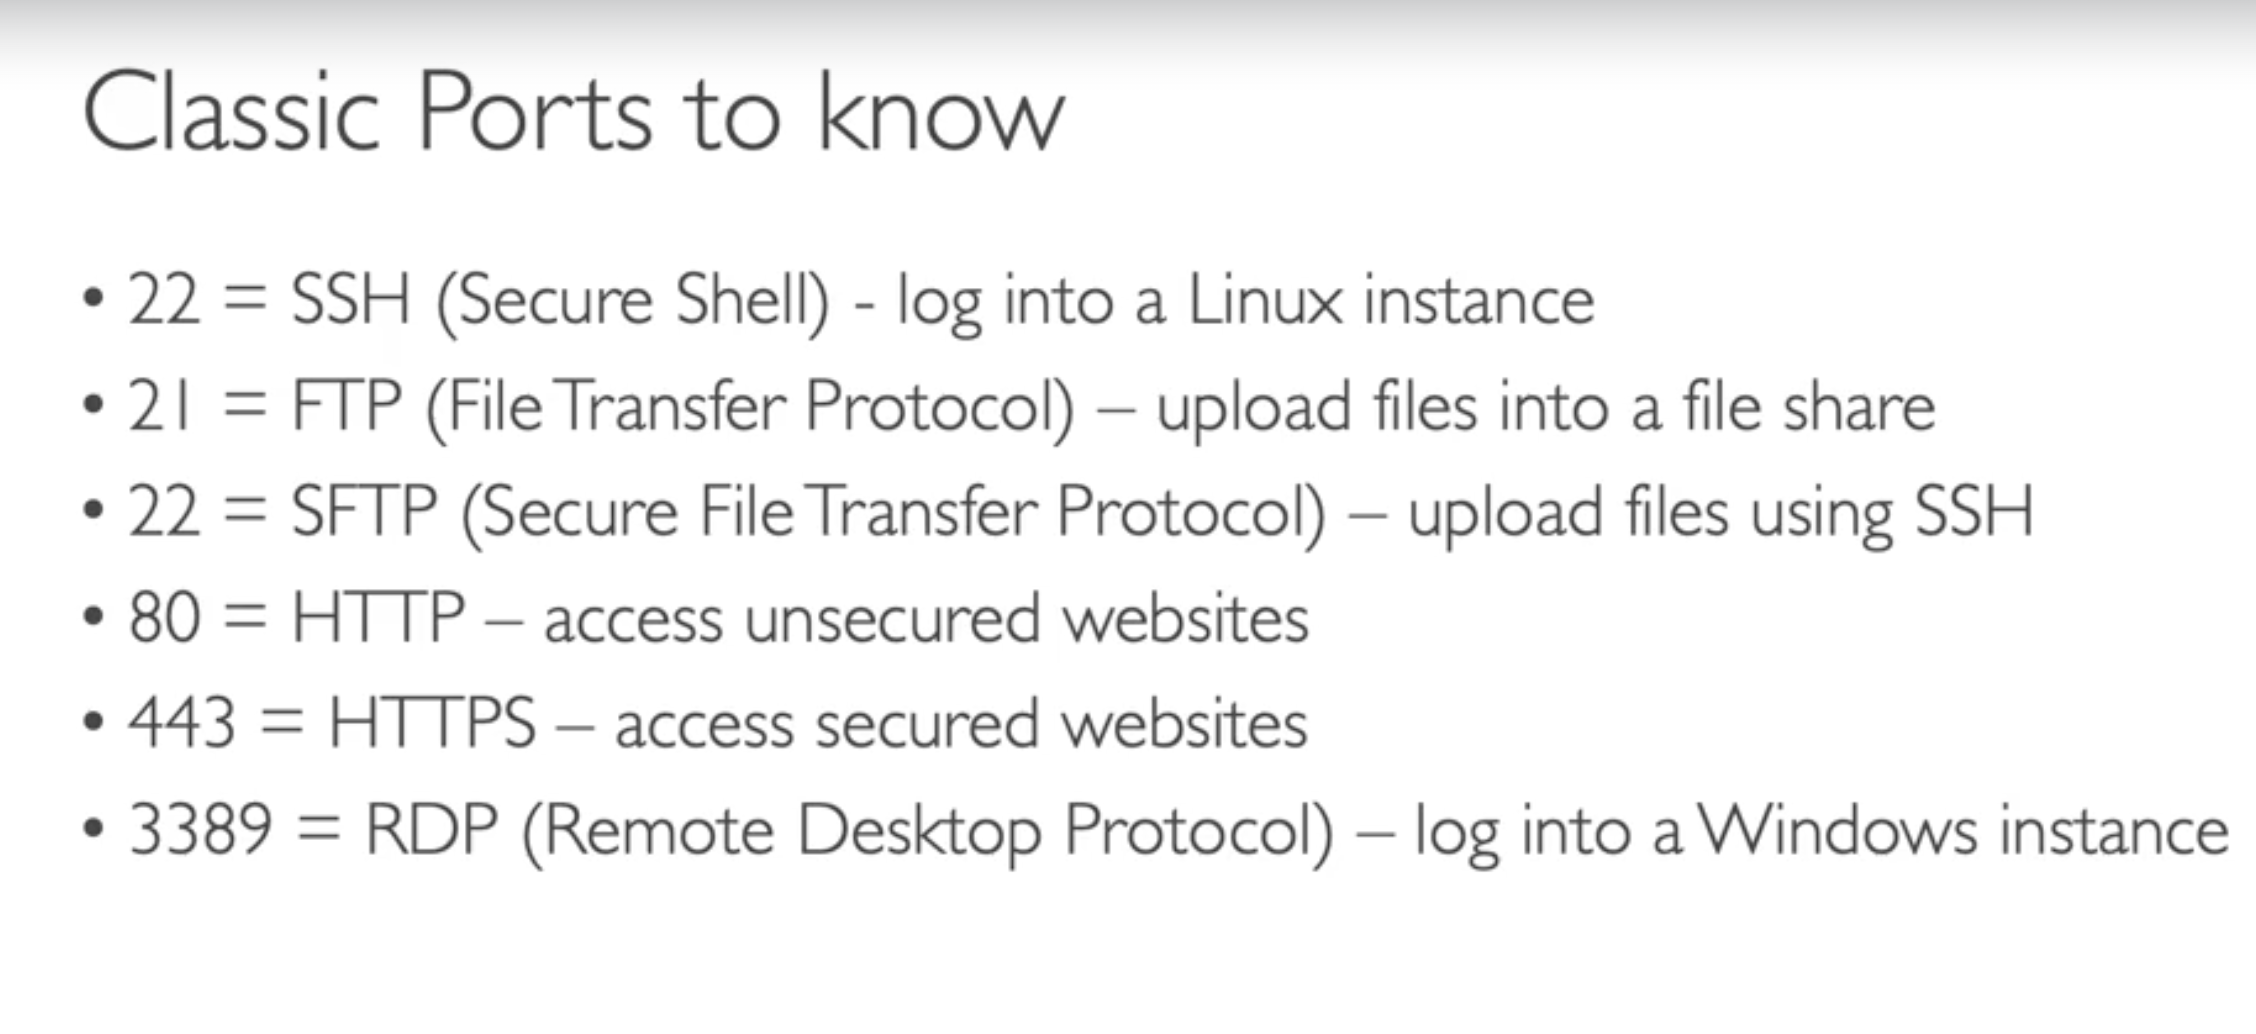 Classic Ports to know
• 22 = SSH (Secure Shell) - log into a Linux instance
• 21 = FTP (File Transfer Protocol) – upload files into a file share
• 22 = SFTP (Secure File Transfer Protocol) – upload files using SSH
• 80 = HTTP – access unsecured websites
• 443 = HTTPS – access secured websites
• 3389 = RDP (Remote Desktop Protocol) – log into a Windows instance